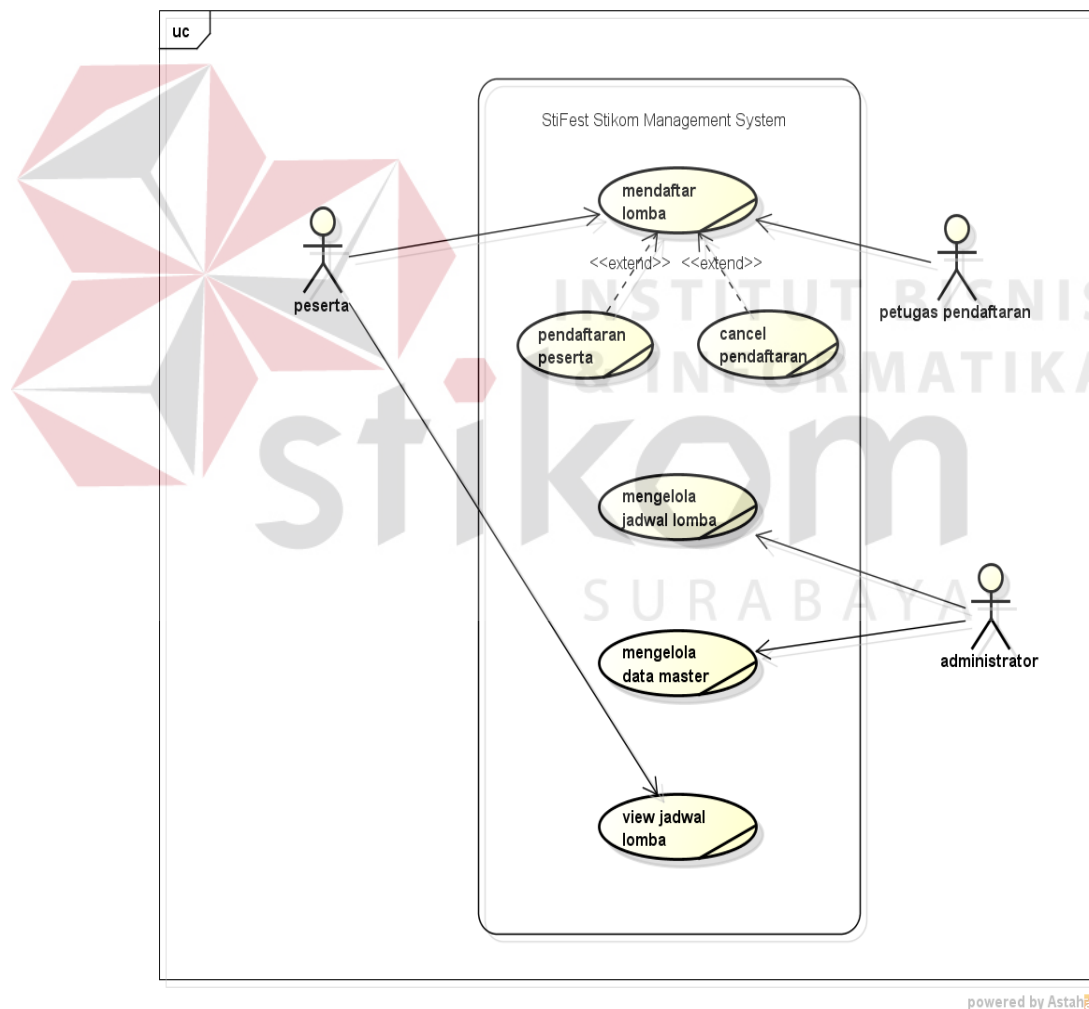 uc
StiFest Stikom Management System
mendaftar
lomba
<<extend>> <<extend>>
peserta
petugas pendaftaran
pendaftaran
peserta
cancel
pendaftaran
INSTITUT BISNIS
& INFORMATIKA
stikom
SURABAYA
mengelola
jadwal lomba
mengelola
data master
administrator
view jadwal
lomba
powered by Astah